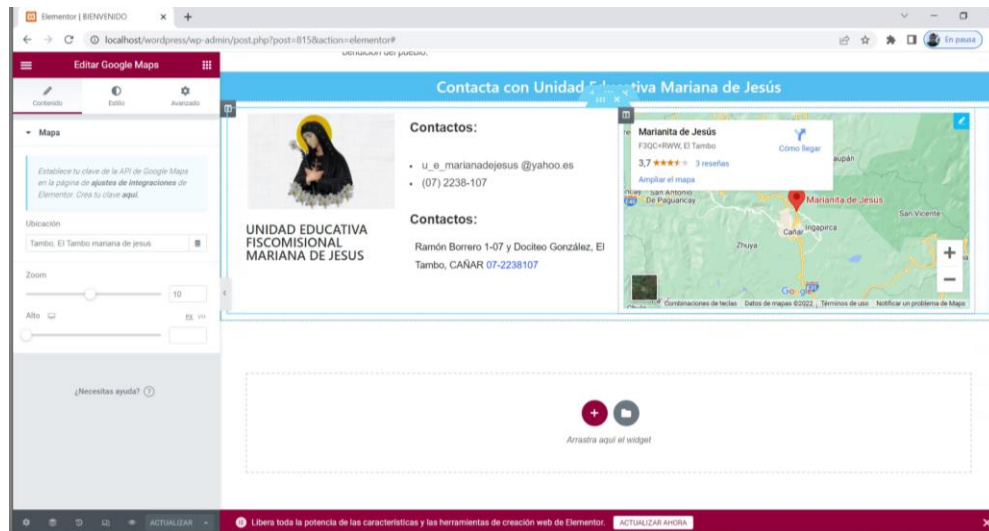 Elementor | BIENVENIDO
localhost/wordpress/wp-admin/post.php?post=815&action=elementor#
En pausa
Editar Google Maps
Contenido
Estilo
Avanzado
Mapa
Establece tu clave de la API de Google Maps
en la página de ajustes de integraciones de
Elementor. Crea tu clave aquí.
Ubicación
Tambo, El Tambo mariana de jesus
Zoom
10
Alto
PX VH
¿Necesitas ayuda?
ACTUALIZAR
bendición del pueblo.
Contacta con Unidad Educativa Mariana de Jesús
UNIDAD EDUCATIVA
FISCOMISIONAL
MARIANA DE JESUS
Contactos:
u_e_marianadejesus @yahoo.es
(07) 2238-107
Contactos:
Ramón Borrero 1-07 y Dociteo González, El
Tambo, CAÑAR 07-2238107
Marianita de Jesús
F3QC+RWW, El Tambo
3,7 3 reseñas
Ampliar el mapa
Cómo llegar
San Antonio
De Paguancay
Marianita de Jesus
San Vicente
Ingapirca
Cañar
Zhuya
Google
Combinaciones de teclas Datos de mapas ©2022 Términos de uso Notificar un problema de Maps
Arrastra aquí el widget
Libera toda la potencia de las características y las herramientas de creación web de Elementor. ACTUALIZAR AHORA